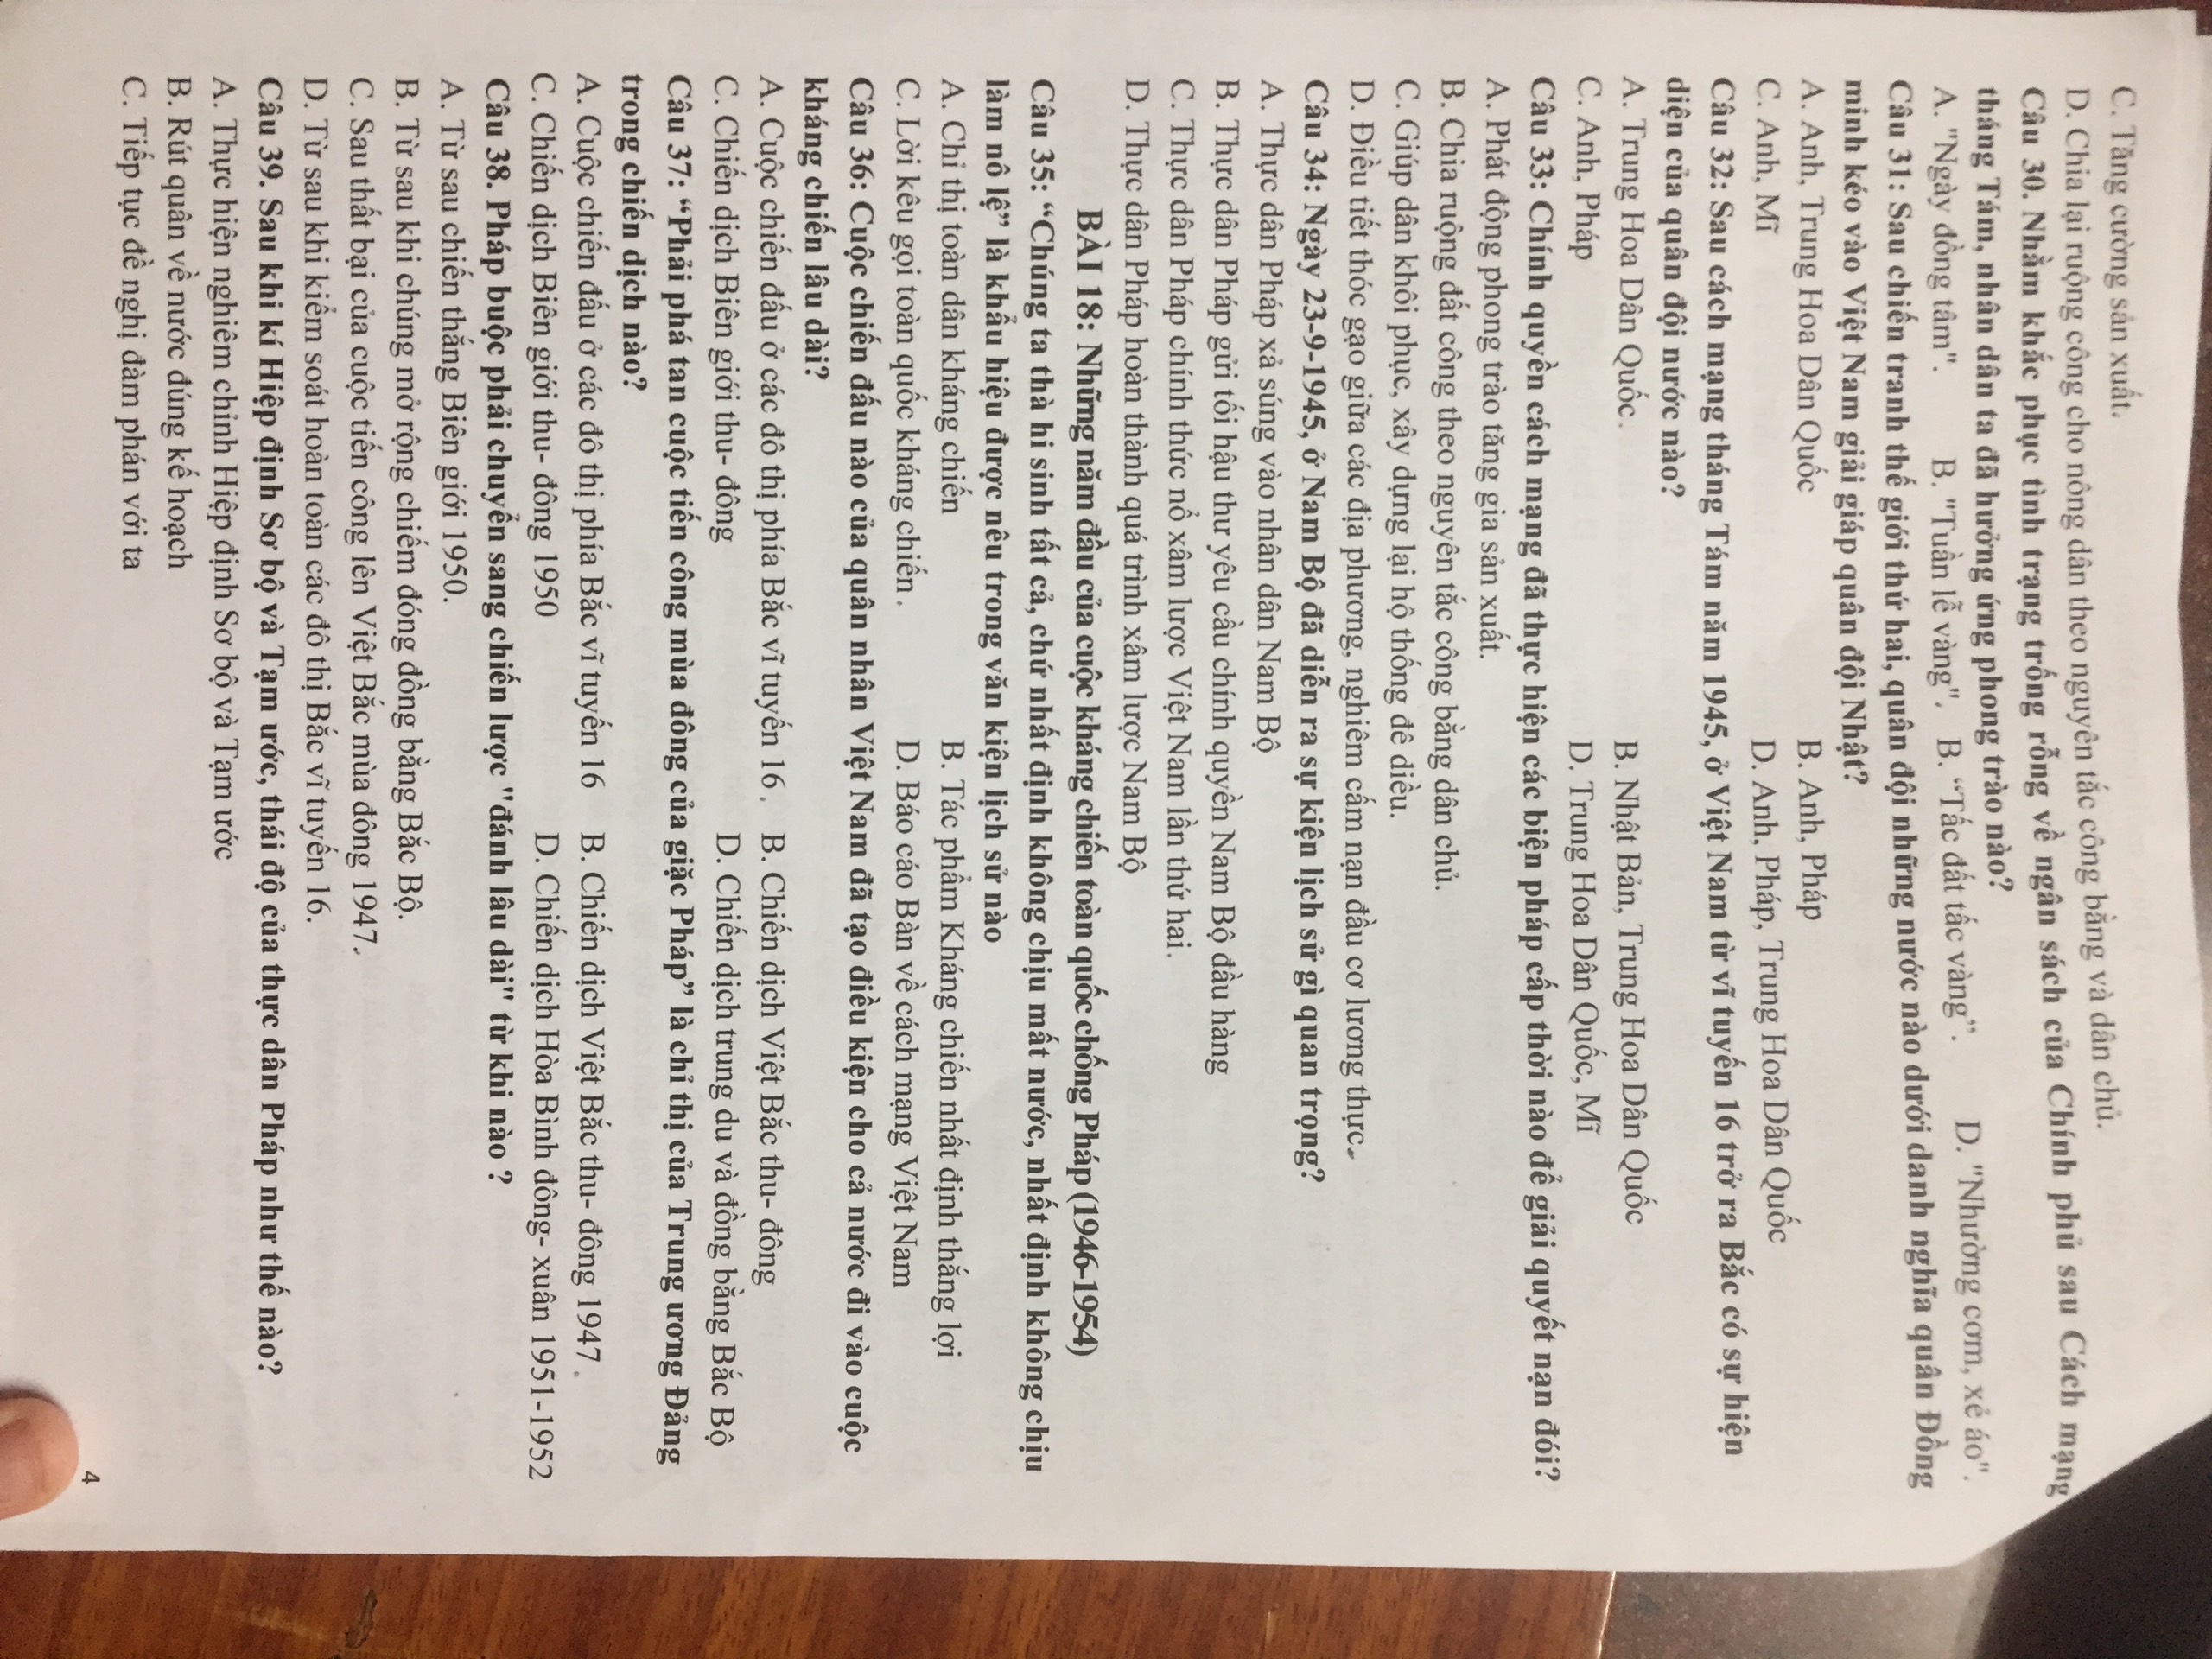 C. Tăng cường sản xuất.
D. Chia lại ruộng công cho nông dân theo nguyên tắc công bằng và dân chủ.
Câu 30. Nhằm khắc phục tình trạng trống rỗng về ngân sách của Chính phủ sau Cách mạng
tháng Tám, nhân dân ta đã hưởng ứng phong trào nào?
A. "Ngày đồng tâm". B. "Tuần lễ vàng". B. “Tấc đất tấc vàng”. D. "Nhường cơm, xẻ áo".
Câu 31: Sau chiến tranh thế giới thứ hai, quân đội những nước nào dưới danh nghĩa quân Đồng
minh kéo vào Việt Nam giải giáp quân đội Nhật?
A. Anh, Trung Hoa Dân Quốc B. Anh, Pháp
C. Anh, Mĩ D. Anh, Pháp, Trung Hoa Dân Quốc
Câu 32: Sau cách mạng tháng Tám năm 1945, ở Việt Nam từ vĩ tuyến 16 trở ra Bắc có sự hiện
diện của quân đội nước nào?
A. Trung Hoa Dân Quốc. B. Nhật Bản, Trung Hoa Dân Quốc
C. Anh, Pháp D. Trung Hoa Dân Quốc, Mĩ
Câu 33: Chính quyền cách mạng đã thực hiện các biện pháp cấp thời nào để giải quyết nạn đói?
A. Phát động phong trào tăng gia sản xuất.
B. Chia ruộng đất công theo nguyên tắc công bằng dân chủ.
C. Giúp dân khôi phục, xây dựng lại hộ thống đê diều.
D. Điều tiết thóc gạo giữa các địa phương, nghiêm cấm nạn đầu cơ lương thực.
Câu 34: Ngày 23-9-1945, ở Nam Bộ đã diễn ra sự kiện lịch sử gì quan trọng?
A. Thực dân Pháp xả súng vào nhân dân Nam Bộ
B. Thực dân Pháp gửi tối hậu thư yêu cầu chính quyền Nam Bộ đầu hàng
C. Thực dân Pháp chính thức nổ xâm lược Việt Nam lần thứ hai.
D. Thực dân Pháp hoàn thành quá trình xâm lược Nam Bộ
BÀI 18: Những năm đầu của cuộc kháng chiến toàn quốc chống Pháp (1946-1954)
Câu 35: “Chúng ta thà hi sinh tất cả, chứ nhất định không chịu mất nước, nhất định không chịu
làm nô lệ” là khẩu hiệu được nêu trong văn kiện lịch sử nào
A. Chỉ thị toàn dân kháng chiến B. Tác phẩm Kháng chiến nhất định thắng lợi
C. Lời kêu gọi toàn quốc kháng chiến. D. Báo cáo Bàn về cách mạng Việt Nam
Câu 36: Cuộc chiến đấu nào của quân nhân Việt Nam đã tạo điều kiện cho cả nước đi vào cuộc
kháng chiến lâu dài?
A. Cuộc chiến đấu ở các đô thị phía Bắc vĩ tuyến 16. B. Chiến dịch Việt Bắc thu- đông
C. Chiến dịch Biên giới thu- đông D. Chiến dịch trung du và đồng bằng Bắc Bộ
Câu 37: “Phải phá tan cuộc tiến công mùa đông của giặc Pháp” là chỉ thị của Trung ương Đảng
trong chiến dịch nào?
A. Cuộc chiến đấu ở các đô thị phía Bắc vĩ tuyến 16 B. Chiến dịch Việt Bắc thu- đông 1947.
C. Chiến dịch Biên giới thu- đông 1950 D. Chiến dịch Hòa Bình đông- xuân 1951-1952
Câu 38. Pháp buộc phải chuyển sang chiến lược "đánh lâu dài" từ khi nào ?
A. Từ sau chiến thắng Biên giới 1950.
B. Từ sau khi chúng mở rộng chiếm đóng đồng bằng Bắc Bộ.
C. Sau thất bại của cuộc tiến công lên Việt Bắc mùa đông 1947.
D. Từ sau khi kiểm soát hoàn toàn các đô thị Bắc vĩ tuyến 16.
Câu 39. Sau khi kí Hiệp định Sơ bộ và Tạm ước, thái độ của thực dân Pháp như thế nào?
A. Thực hiện nghiêm chỉnh Hiệp định Sơ bộ và Tạm ước
B. Rút quân về nước đúng kế hoạch
C. Tiếp tục đề nghị đàm phán với ta
4